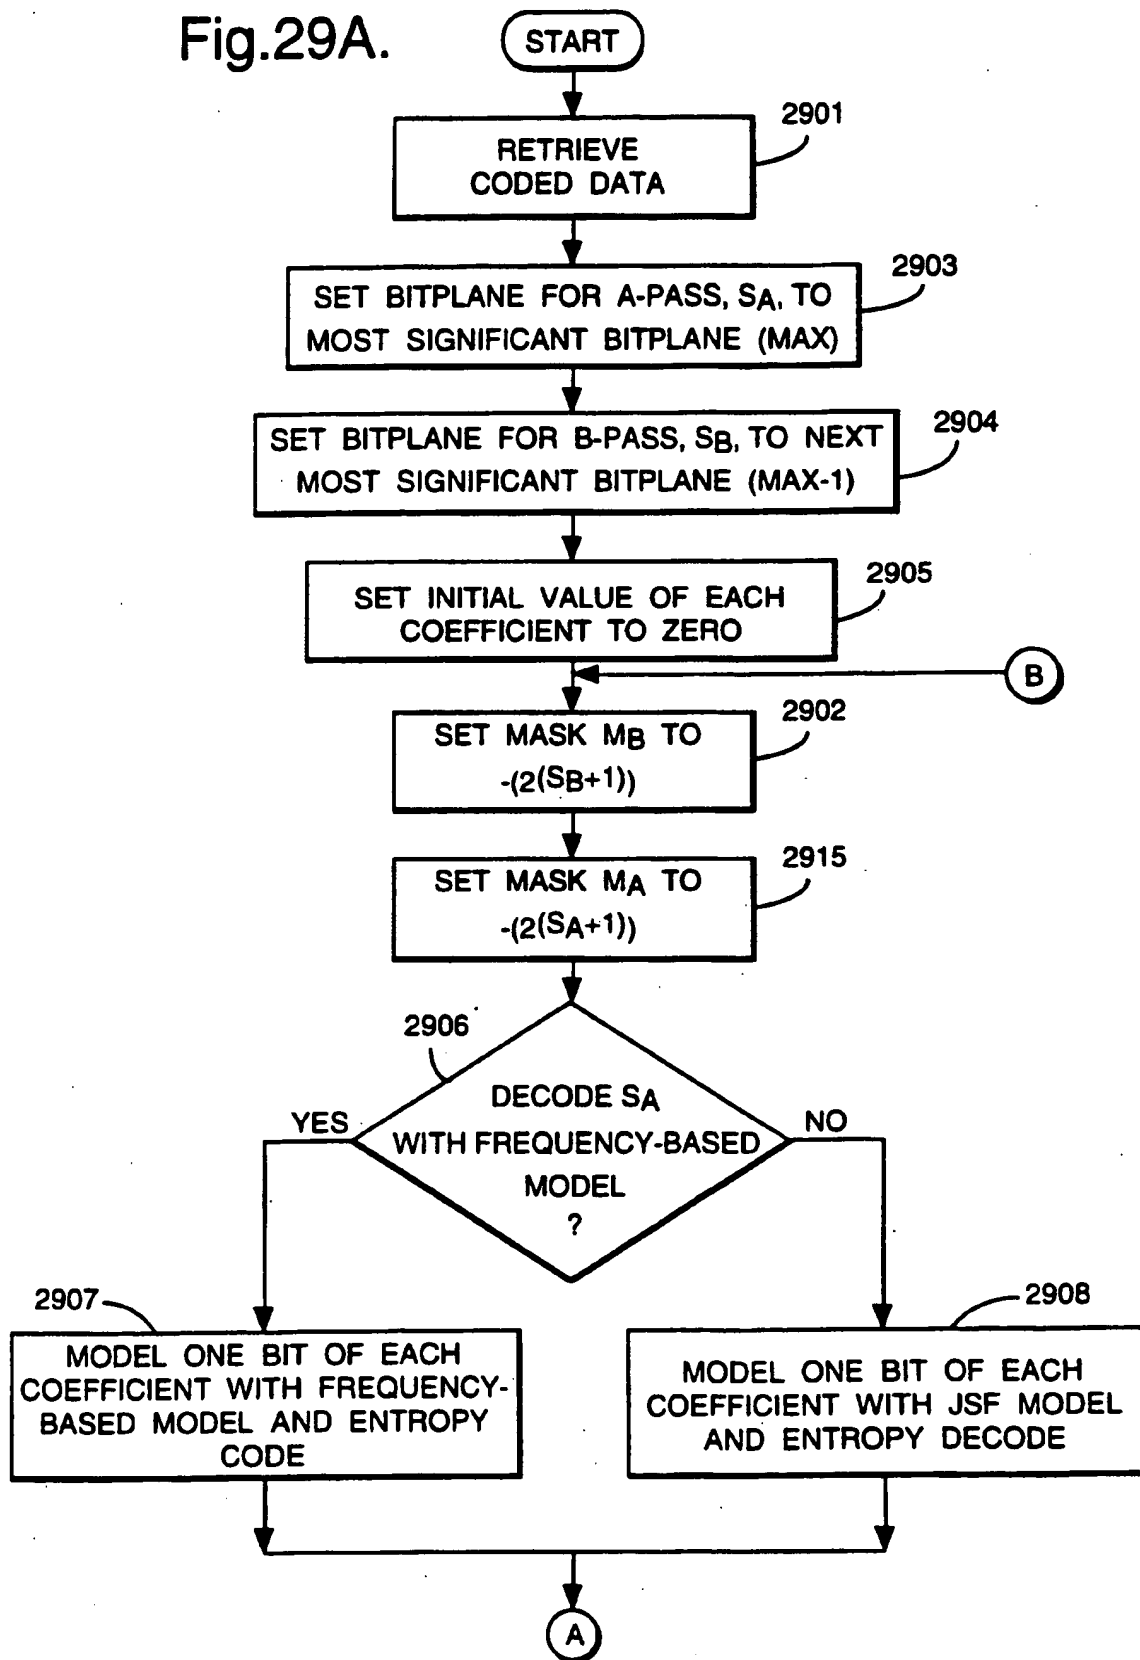 Fig.29A.
START
2901
RETRIEVE
CODED DATA
2903
SET BITPLANE FOR A-PASS, SA, TO
MOST SIGNIFICANT BITPLANE (MAX)
2904
SET BITPLANE FOR B-PASS, SB, TO NEXT
MOST SIGNIFICANT BITPLANE (MAX-1)
2905
SET INITIAL VALUE OF EACH
COEFFICIENT TO ZERO
B
2902
SET MASK MB TO
-(2(SB+1))
2915
SET MASK MA TO
-(2(SA+1))
2906
DECODE SA
WITH FREQUENCY-BASED
MODEL
?
YES
NO
2907
MODEL ONE BIT OF EACH
COEFFICIENT WITH FREQUENCY-
BASED MODEL AND ENTROPY
CODE
2908
MODEL ONE BIT OF EACH
COEFFICIENT WITH JSF MODEL
AND ENTROPY DECODE
A